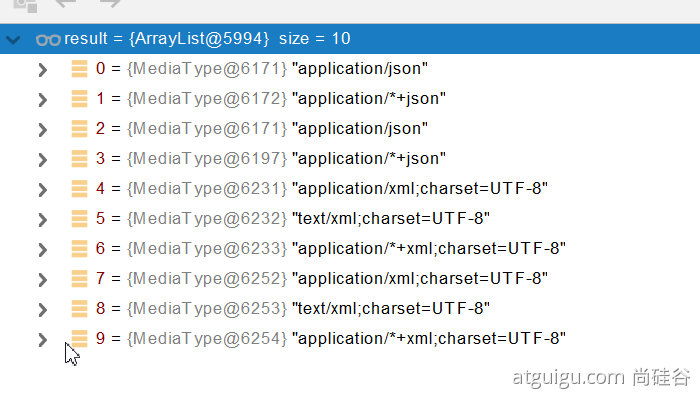 result = {ArrayList@5994} size = 10
0 = {MediaType@6171} "application/json"
1 = {MediaType@6172} "application/*+json"
2 = {MediaType@6171} "application/json"
3 = {MediaType@6197} "application/*+json"
4 = {MediaType@6231} "application/xml;charset=UTF-8"
5 = {MediaType@6232} "text/xml;charset=UTF-8"
6 = {MediaType@6233} "application/*+xml;charset=UTF-8"
7 = {MediaType@6252} "application/xml;charset=UTF-8"
8 = {MediaType@6253} "text/xml;charset=UTF-8"
9 = {MediaType@6254} "application/*+xml;charset=UTF-8"
atguigu.com 尚硅谷